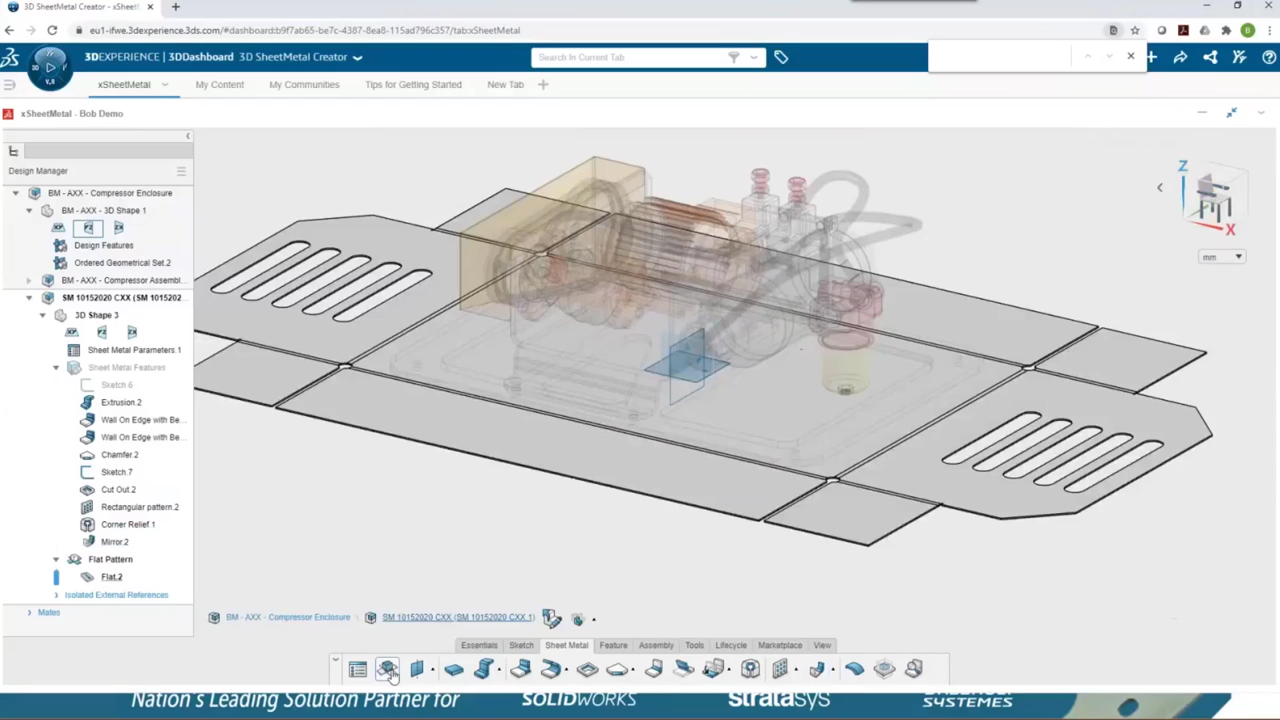 3D SheetMetal Creator - xSheetM
eu1-ifwe.3dexperience.3ds.com/#dashboard:b9f7ab65-be7c-4387-8ea8-115ad796c357/tab:xSheetMetal
B
3DEXPERIENCE | 3DDashboard 3D SheetMetal Creator
Search In Current Tab
3D
V.R
xSheetMetal
My Content
My Communities
Tips for Getting Started
New Tab
xSheetMetal - Bob Demo
Design Manager
BM - AXX - Compressor Enclosure
BM - AXX - 3D Shape 1
Design Features
Ordered Geometrical Set.2
BM - AXX - Compressor Assembl...
SM 10152020 CXX (SM 1015202...
3D Shape 3
Sheet Metal Parameters.1
Sheet Metal Features
Sketch.6
Extrusion.2
Wall On Edge with Be...
Wall On Edge with Be...
Chamfer.2
Sketch.7
Cut Out.2
Rectangular pattern.2
Corner Relief.1
Mirror.2
Flat Pattern
Flat.2
Isolated External References
Mates
Z
X
mm
BM - AXX - Compressor Enclosure
SM 10152020 CXX (SM 10152020 CXX 1)
Essentials
Sketch
Sheet Metal
Feature
Assembly
Tools
Lifecycle
Marketplace
View
Nation's Leading Solution Partner for
SOLIDWORKS
StrataSys
SYSTEMES